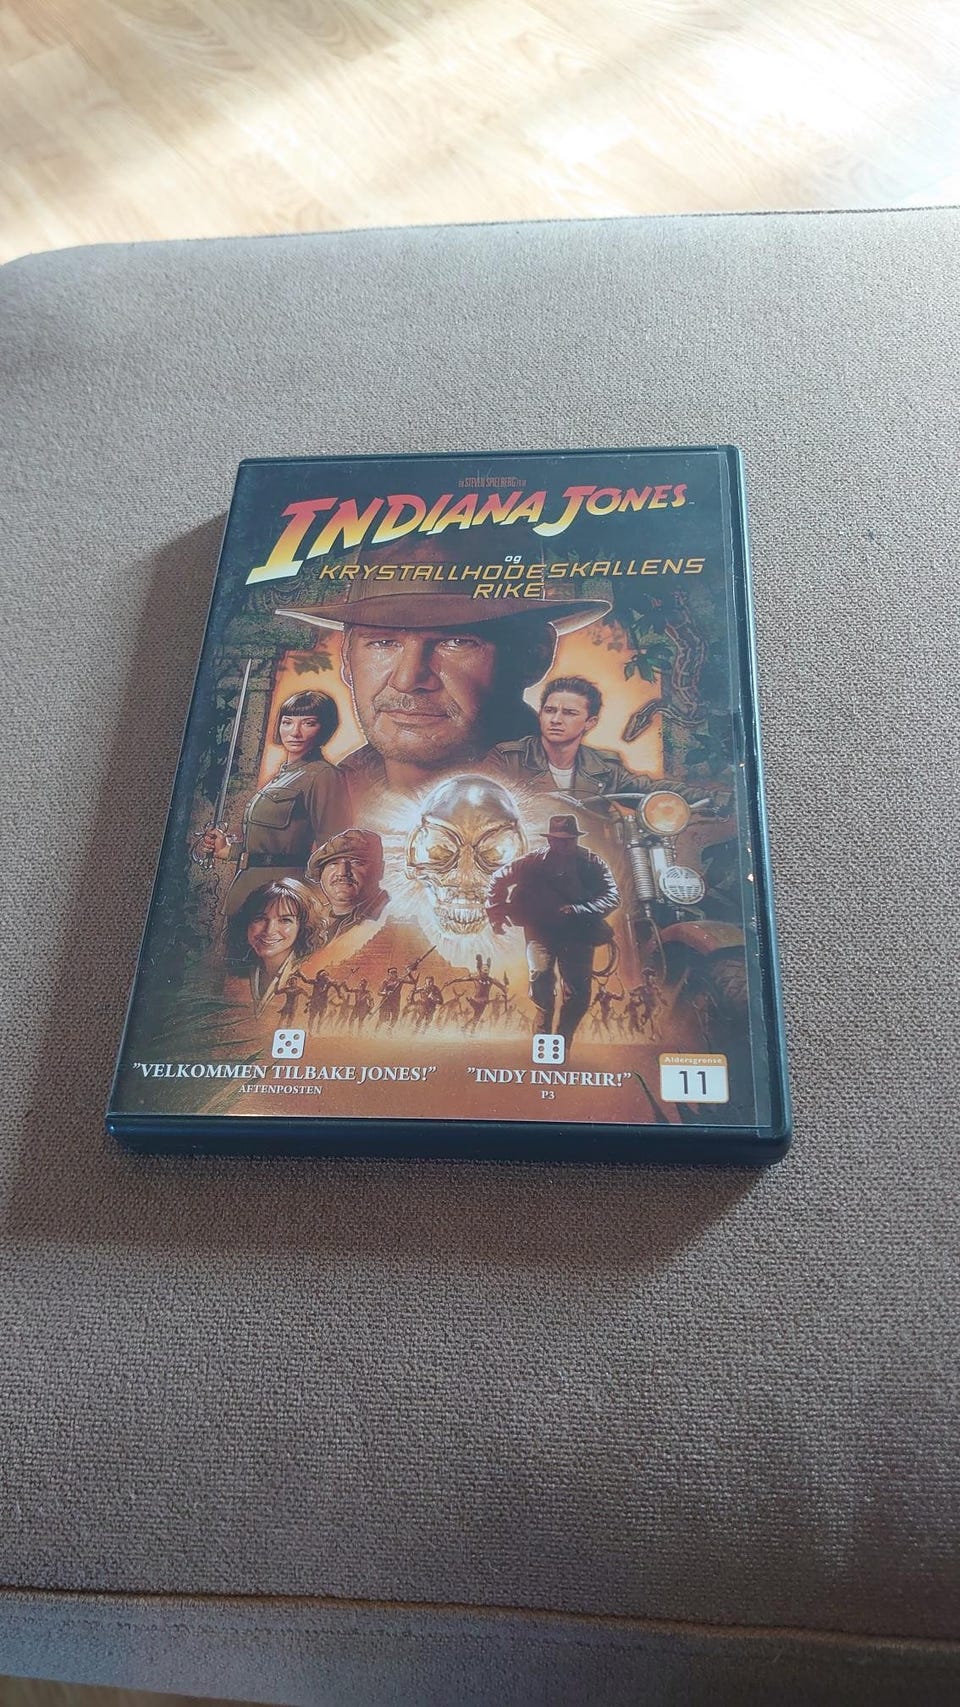 EN STEVEN SPIELBERG FILM
INDIANA JONES
og
KRYSTALLHODESKALLENS
RIKE
"VELKOMMEN TILBAKE JONES!"
AFTENPOSTEN
"INDY INNFRIR!"
P3
Aldersgrense
11